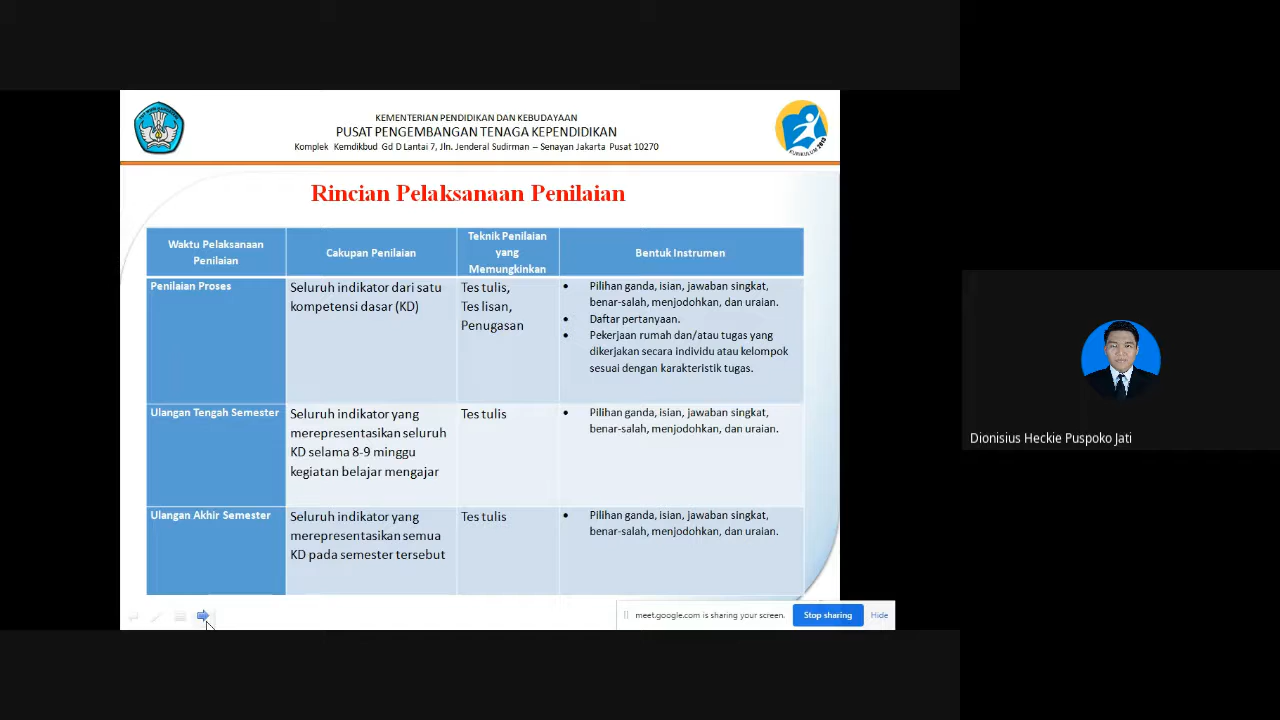 KEMENTERIAN PENDIDIKAN DAN KEBUDAYAAN
PUSAT PENGEMBANGAN TENAGA KEPENDIDIKAN
Komplek Kemdikbud Gd D Lantai 7, Jln. Jenderal Sudirman – Senayan Jakarta Pusat 10270
KURIKULUM 2013
Rincian Pelaksanaan Penilaian
Waktu Pelaksanaan
Penilaian
Cakupan Penilaian
Teknik Penilaian
yang
Memungkinkan
Bentuk Instrumen
Penilaian Proses
Seluruh indikator dari satu
kompetensi dasar (KD)
Tes tulis,
Tes lisan,
Penugasan
• Pilihan ganda, isian, jawaban singkat,
benar-salah, menjodohkan, dan uraian.
• Daftar pertanyaan.
• Pekerjaan rumah dan/atau tugas yang
dikerjakan secara individu atau kelompok
sesuai dengan karakteristik tugas.
Ulangan Tengah Semester
Seluruh indikator yang
merepresentasikan seluruh
KD selama 8-9 minggu
kegiatan belajar mengajar
Tes tulis
• Pilihan ganda, isian, jawaban singkat,
benar-salah, menjodohkan, dan uraian.
Ulangan Akhir Semester
Seluruh indikator yang
merepresentasikan semua
KD pada semester tersebut
Tes tulis
• Pilihan ganda, isian, jawaban singkat,
benar-salah, menjodohkan, dan uraian.
meet.google.com is sharing your screen.
Stop sharing
Hide
Dionisius Heckie Puspoko Jati